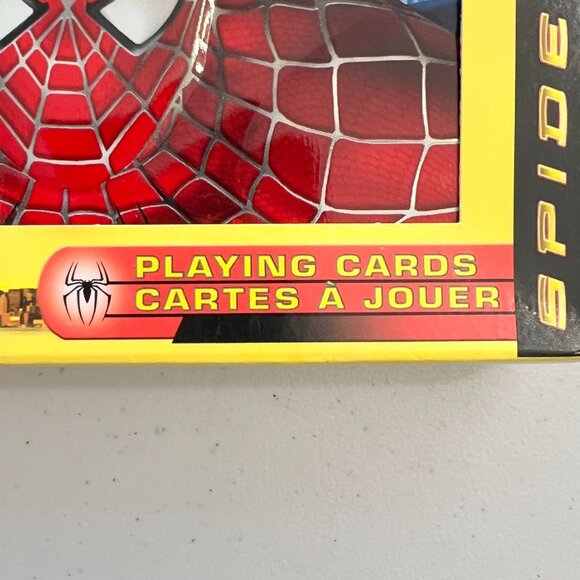 PLAYING CARDS
CARTES À JOUER
SPIDE